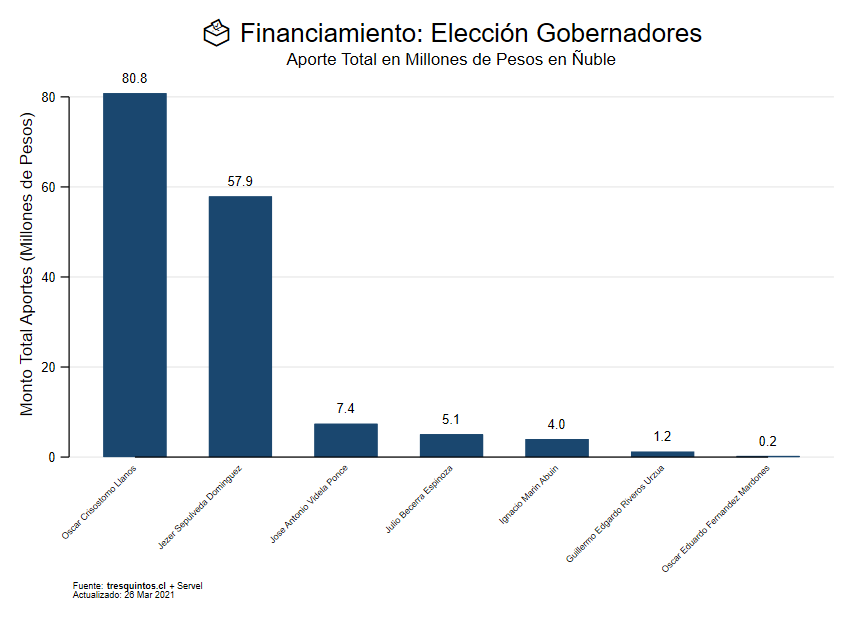 Financiamiento: Elección Gobernadores
Aporte Total en Millones de Pesos en Ñuble
Monto Total Aportes (Millones de Pesos)
80
60
40
20
0
80.8
57.9
7.4
5.1
4.0
1.2
0.2
Oscar Crisostomo Llanos
Jezer Sepulveda Dominguez
Jose Antonio Videla Ponce
Julio Becerra Espinoza
Ignacio Marin Abuin
Guillermo Edgardo Riveros Urzua
Oscar Eduardo Fernandez Mardones
Fuente: tresquintos.cl + Servel
Actualizado: 26 Mar 2021